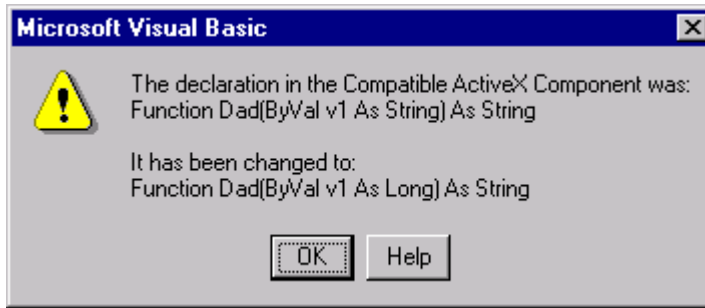 Microsoft Visual Basic
The declaration in the Compatible ActiveX Component was:
Function Dad(ByVal v1 As String) As String
It has been changed to:
Function Dad(ByVal v1 As Long) As String
OK
Help